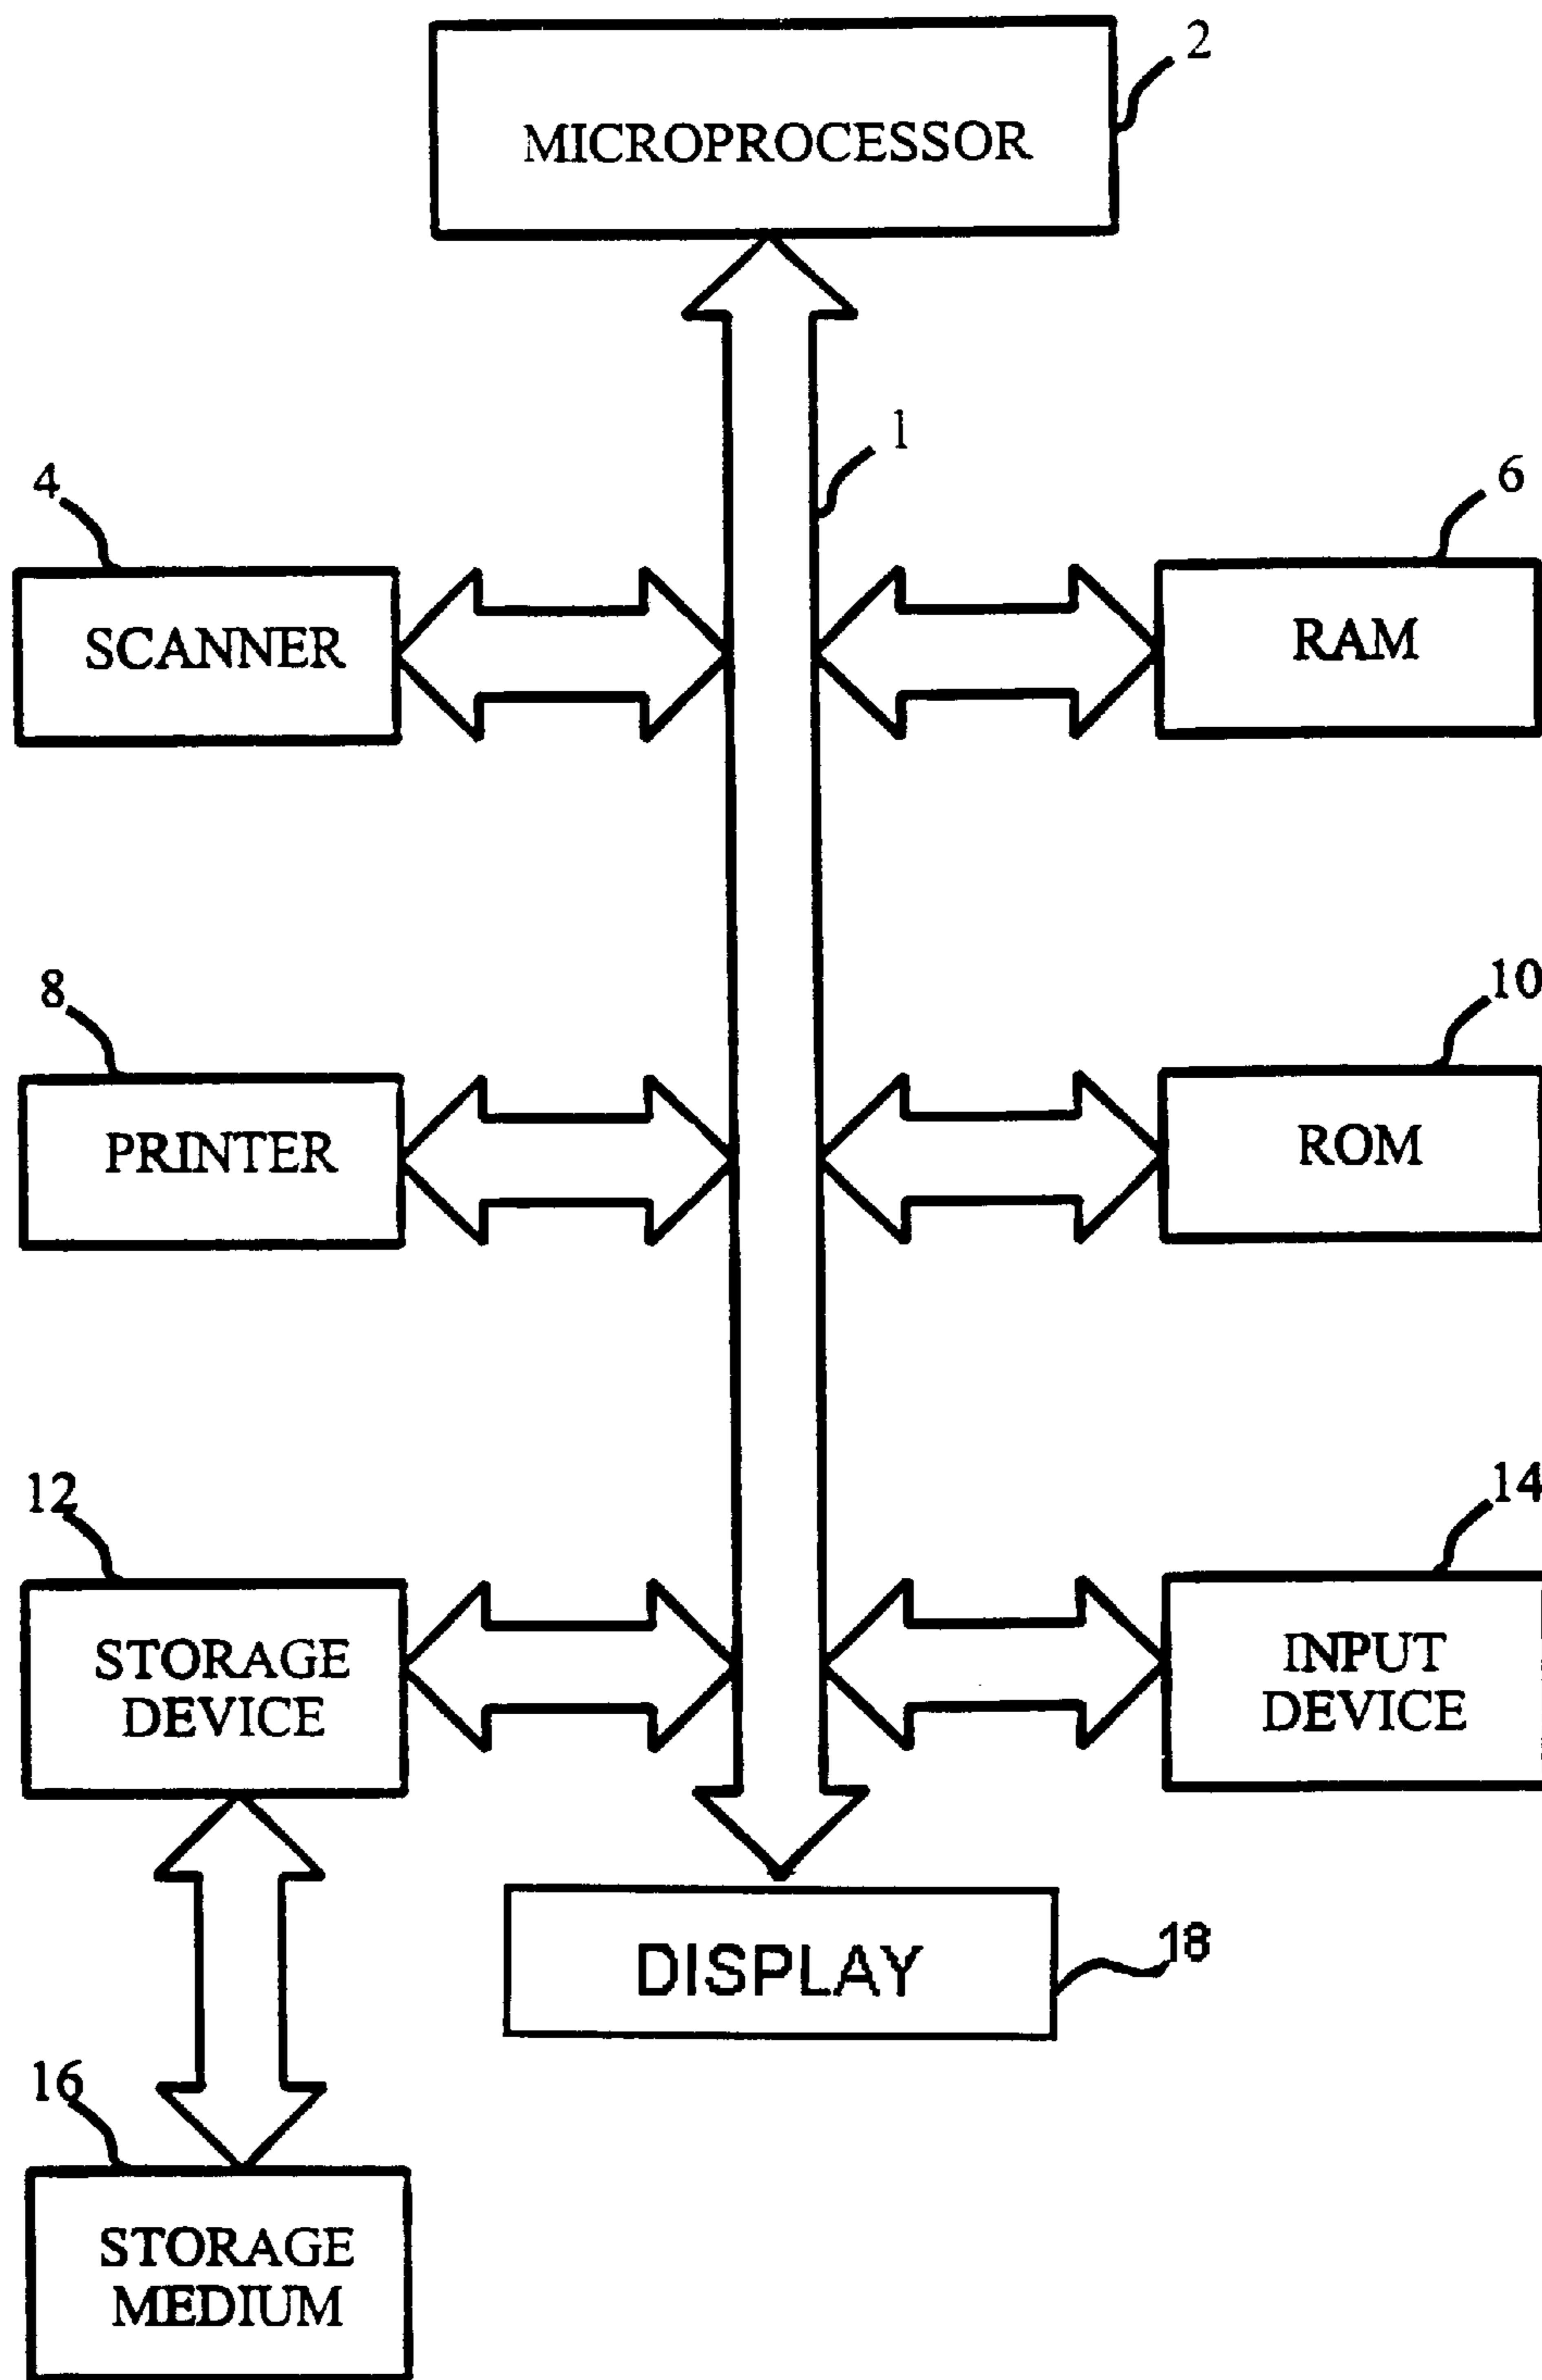 2
MICROPROCESSOR
1
4
6
SCANNER
RAM
8
10
PRINTER
ROM
12
14
STORAGE
DEVICE
INPUT
DEVICE
DISPLAY
18
16
STORAGE
MEDIUM